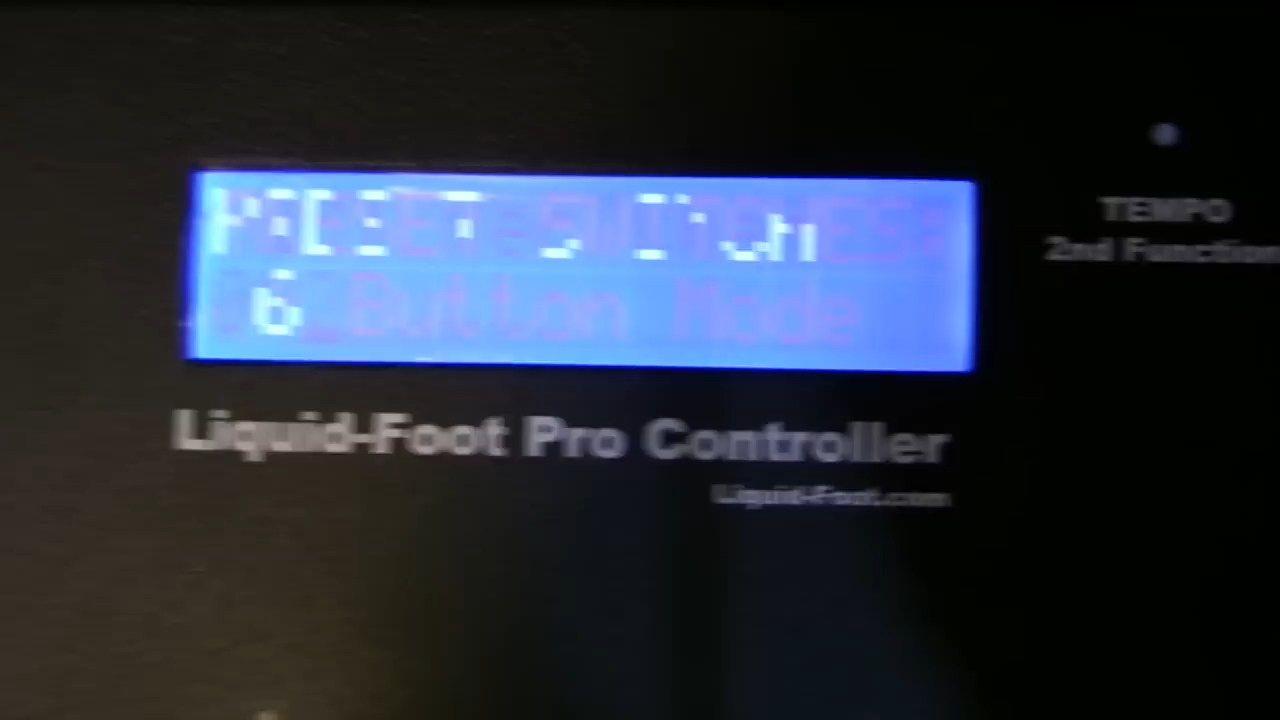 PRESET SWITCHES:
6 Button Mode
Liquid-Foot Pro Controller
Liquid-Foot.com
TEMPO
2nd Function